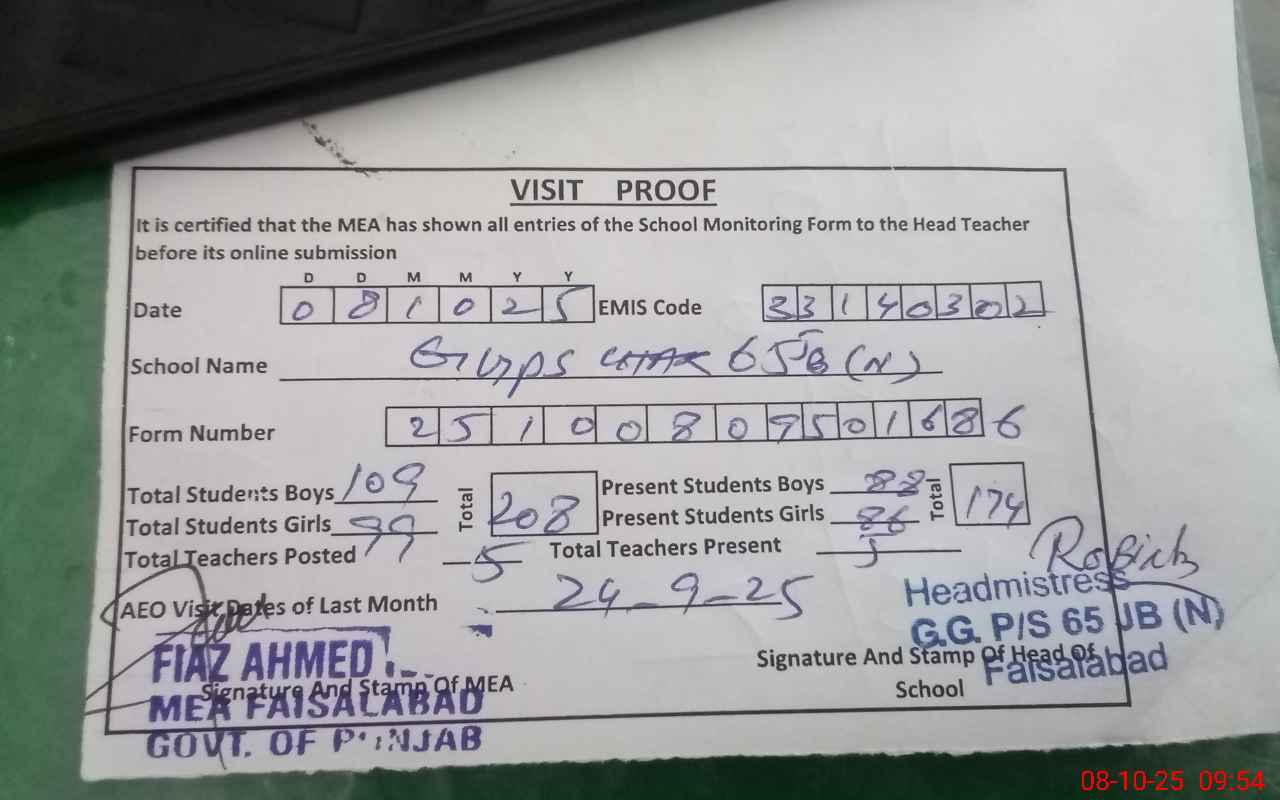 VISIT PROOF
It is certified that the MEA has shown all entries of the School Monitoring Form to the Head Teacher
before its online submission
D D M M Y Y
Date 0 8 1 0 2 5 EMIS Code 3 3 1 4 0 3 0 2
School Name 65 JB (N)
Form Number 2 5 1 0 0 8 0 9 5 0 1 6 8 6
Total Students Boys 109 Total 208 Present Students Boys 88 Total 174
Total Students Girls 99 Present Students Girls 86
Total Teachers Posted 5 Total Teachers Present 5
AEO Visit Dates of Last Month 24-9-25
Headmistress
G.G. P/S 65 JB (N)
Faisalabad
Signature And Stamp Of Head Of
School
FIAZ AHMED
Signature And Stamp Of MEA
MEA FAISALABAD
GOVT. OF PUNJAB
08-10-25 09:54